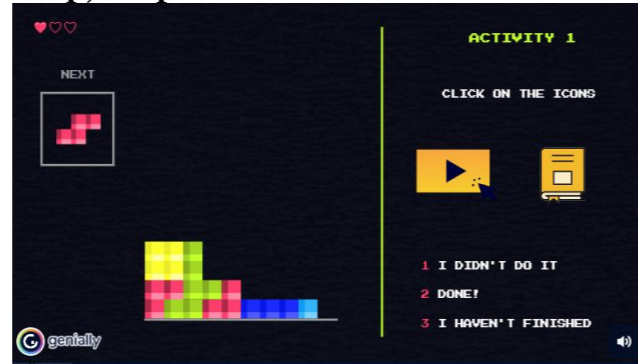 NEXT
ACTIVITY 1
CLICK ON THE ICONS
1 I DIDN'T DO IT
2 DONE!
3 I HAVEN'T FINISHED
genially